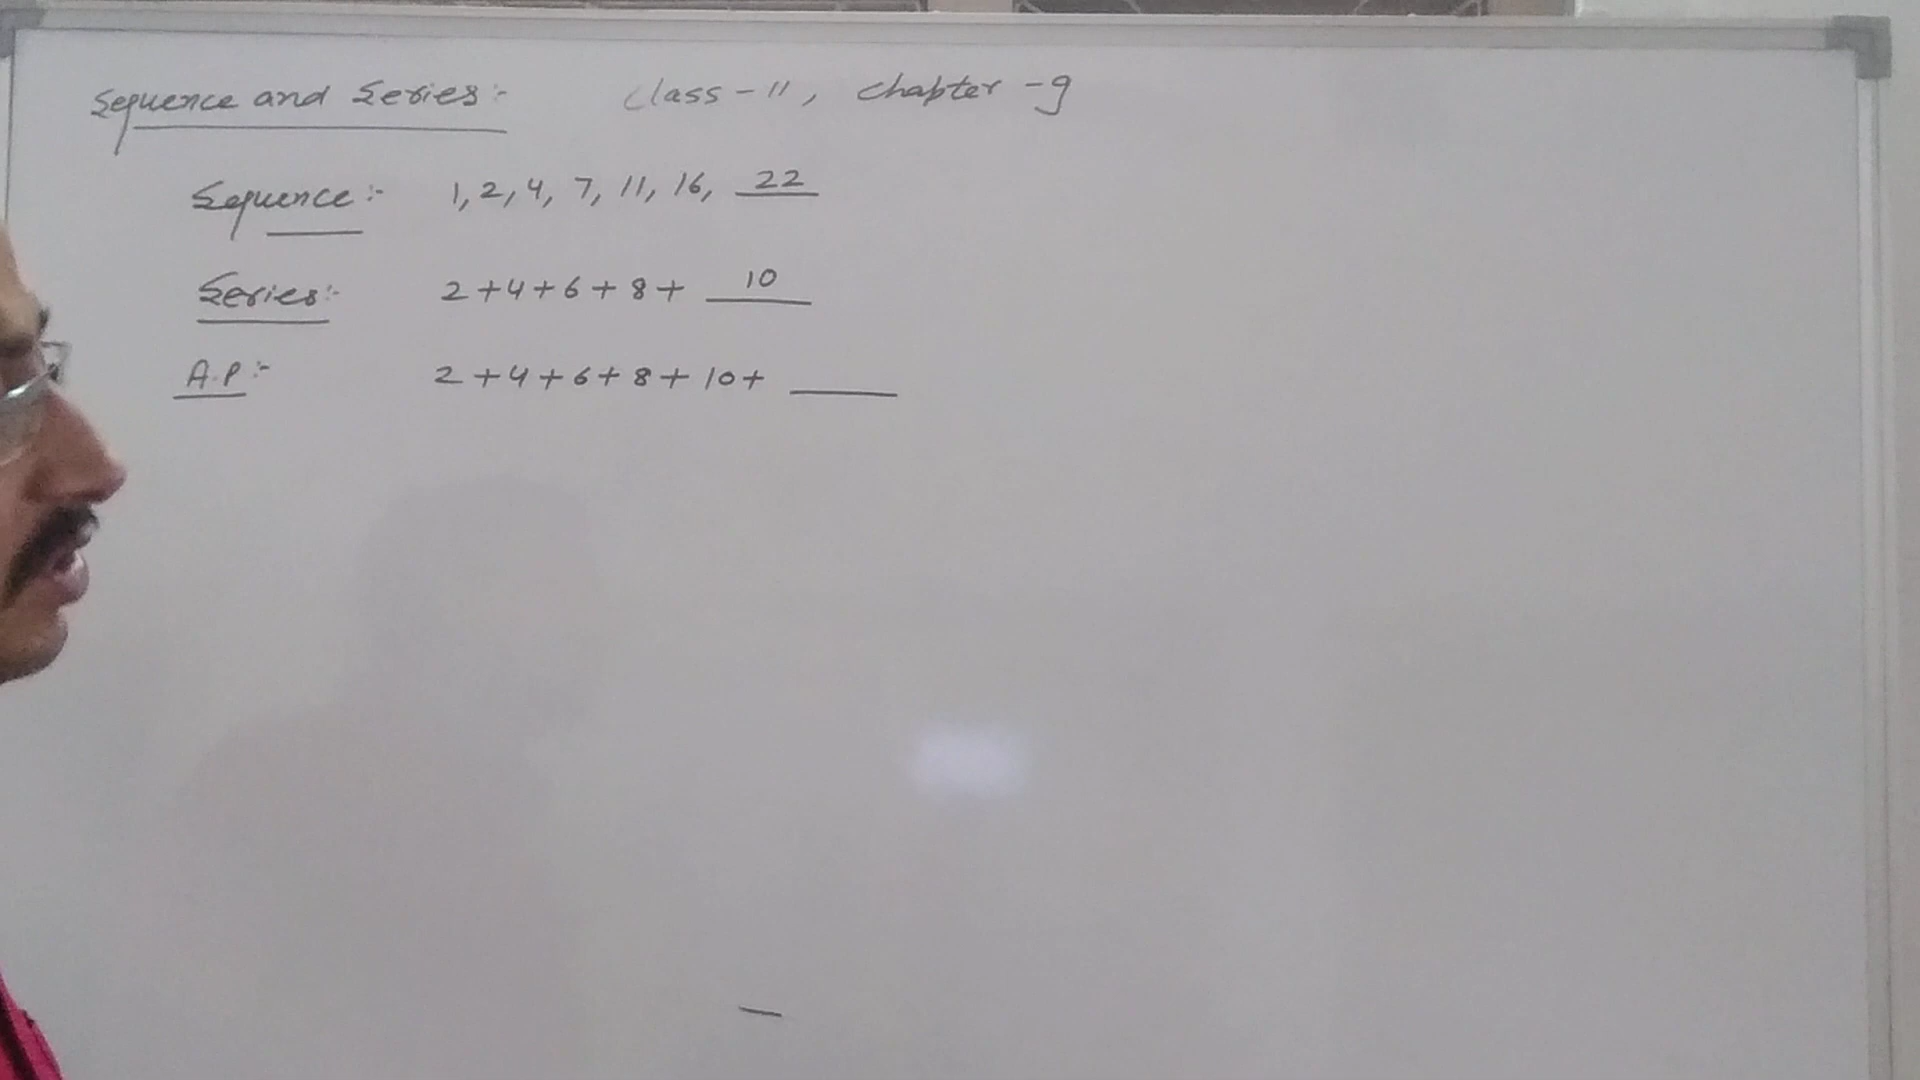 Sequence and Series:- Class-11, Chapter-9
Sequence:- 1, 2, 4, 7, 11, 16, 22
Series:- 2+4+6+8+ 10
A.P:- 2+4+6+8+10+ ____